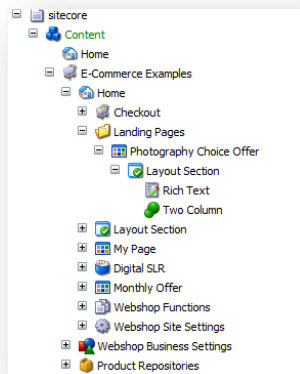 sitecore
Content
Home
E-Commerce Examples
Home
Checkout
Landing Pages
Photography Choice Offer
Layout Section
Rich Text
Two Column
Layout Section
My Page
Digital SLR
Monthly Offer
Webshop Functions
Webshop Site Settings
Webshop Business Settings
Product Repositories